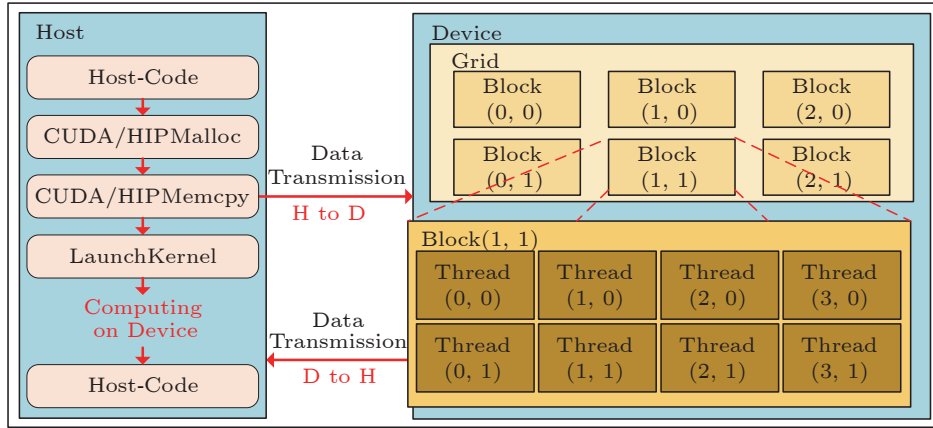 Host
Host-Code
CUDA/HIPMalloc
CUDA/HIPMemcpy
LaunchKernel
Computing
on Device
Host-Code
Data
Transmission
H to D
Data
Transmission
D to H
Device
Grid
Block
(0, 0)
Block
(1, 0)
Block
(2, 0)
Block
(0, 1)
Block
(1, 1)
Block
(2, 1)
Block(1, 1)
Thread
(0, 0)
Thread
(1, 0)
Thread
(2, 0)
Thread
(3, 0)
Thread
(0, 1)
Thread
(1, 1)
Thread
(2, 1)
Thread
(3, 1)